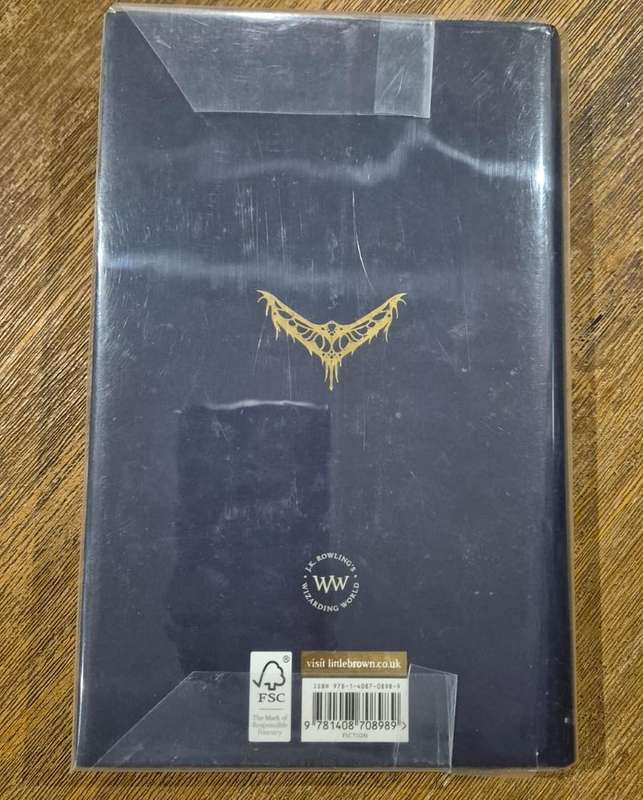 J.K. ROWLING'S
WW
WIZARDING WORLD
visit littlebrown.co.uk
ISBN 978-1-4087-0898-9
9 781408 708989 >
FICTION
®
FSC
The Mark of
Responsible
Forestry